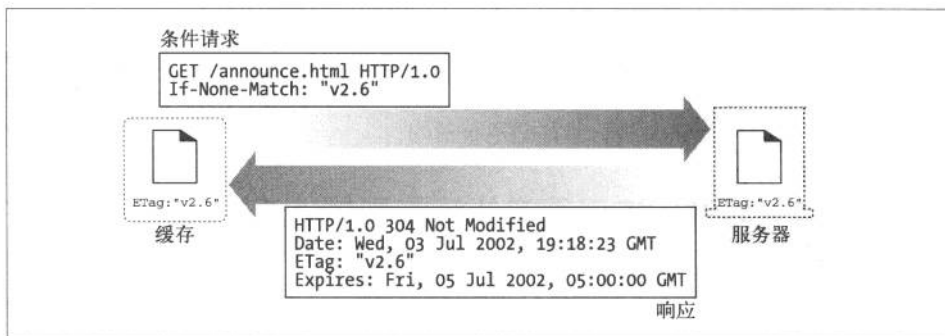 条件请求
GET /announce.html HTTP/1.0
If-None-Match: "v2.6"
ETag:"v2.6"
缓存
ETag:"v2.6"
服务器
HTTP/1.0 304 Not Modified
Date: Wed, 03 Jul 2002, 19:18:23 GMT
ETag: "v2.6"
Expires: Fri, 05 Jul 2002, 05:00:00 GMT
响应